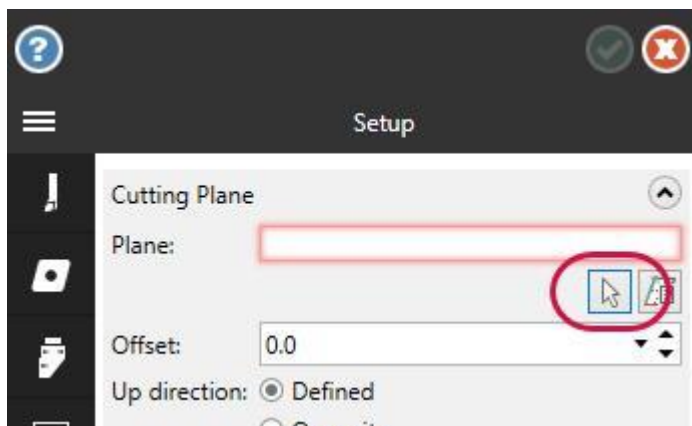 ?
Setup
Cutting Plane
Plane:
Offset: 0.0
Up direction: Defined